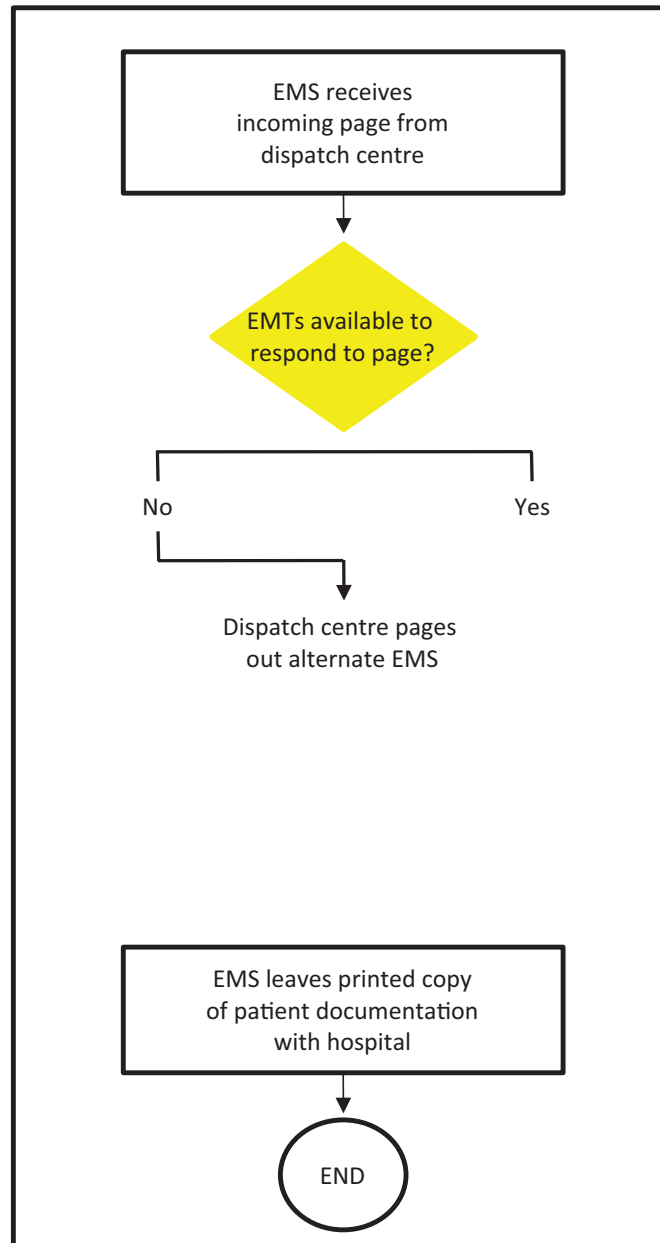 EMS receives
incoming page from
dispatch centre
EMTs available to
respond to page?
No
Yes
Dispatch centre pages
out alternate EMS
EMS leaves printed copy
of patient documentation
with hospital
END